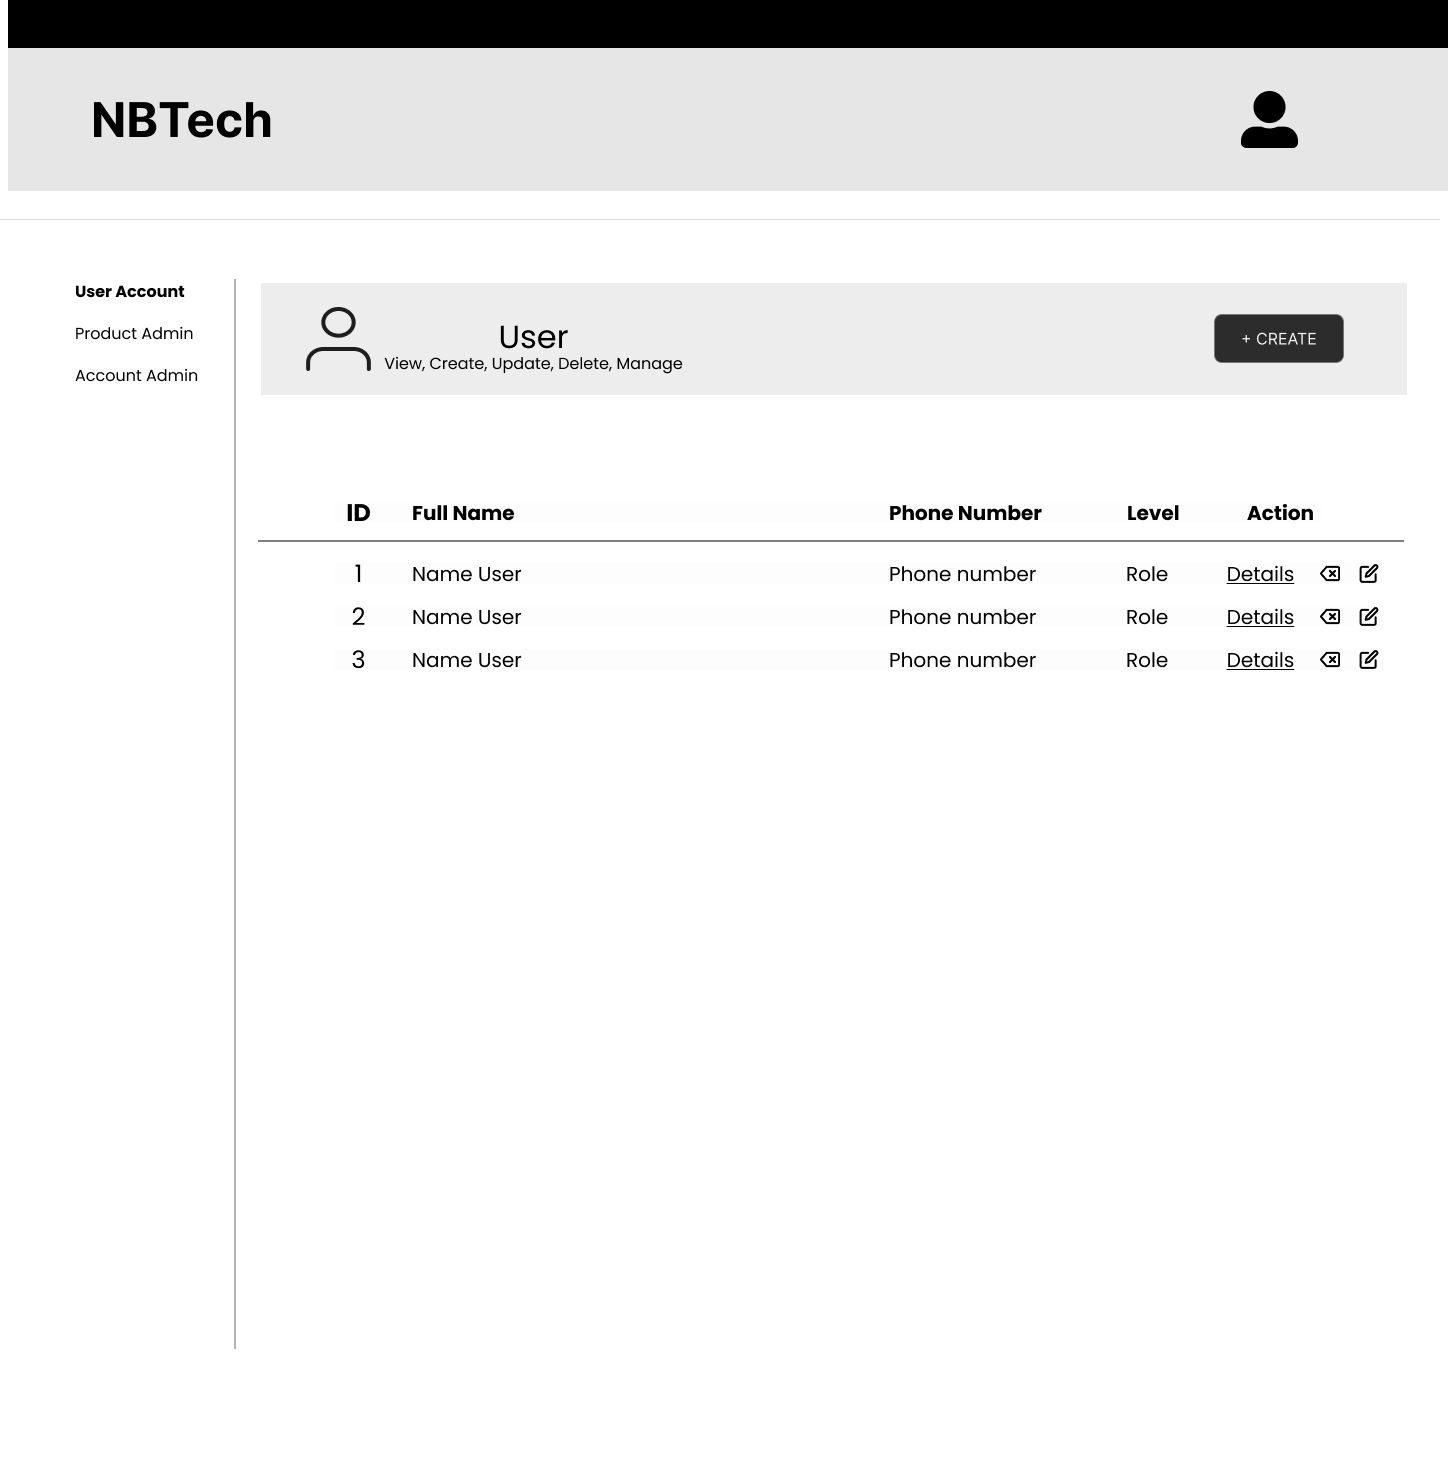 NBTech
User Account
Product Admin
Account Admin
User
View, Create, Update, Delete, Manage
+ CREATE
ID Full Name Phone Number Level Action
1 Name User Phone number Role Details
2 Name User Phone number Role Details
3 Name User Phone number Role Details